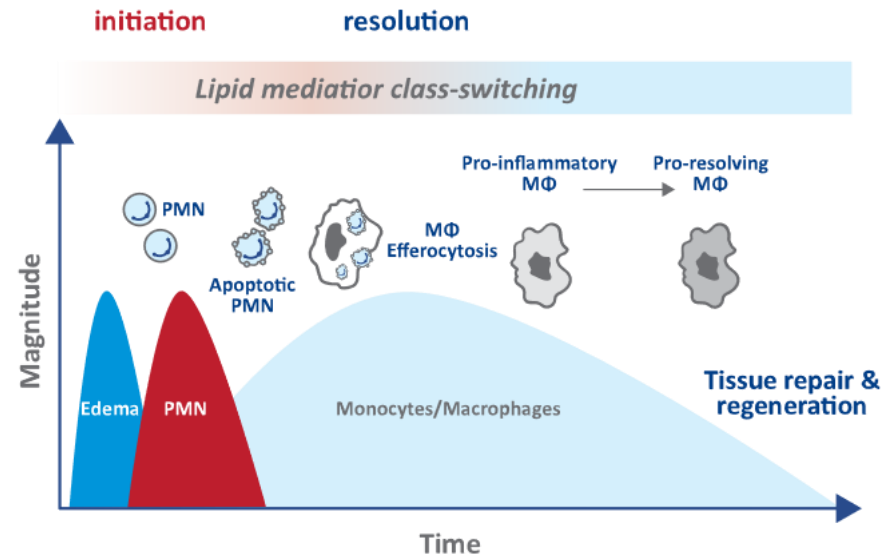 initiation
resolution
Lipid mediatior class-switching
Pro-inflammatory
MΦ
Pro-resolving
MΦ
PMN
MΦ
Efferocytosis
Apoptotic
PMN
Magnitude
Tissue repair &
regeneration
Edema
PMN
Monocytes/Macrophages
Time